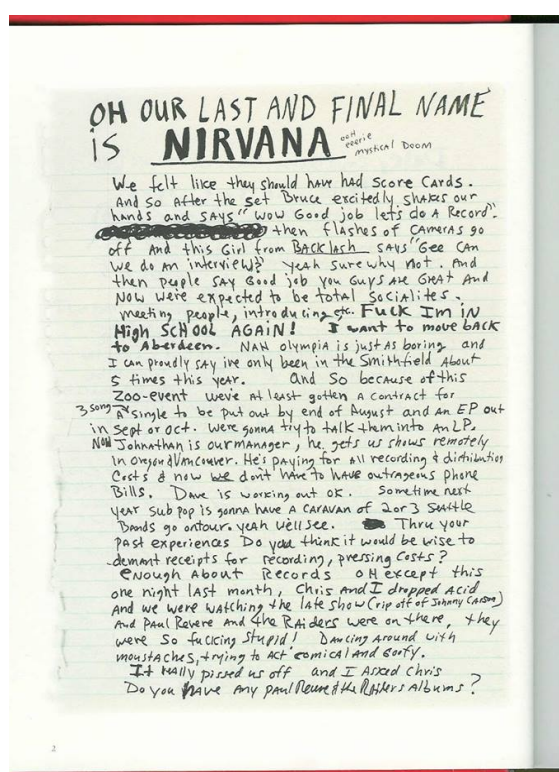 OH OUR LAST AND FINAL NAME
is NIRVANA ooH eeerie mystical DOOM
We felt like they should HAVE HAD Score CARDS.
And so After the set Bruce excitedly shakes our
hands and SAYS "WOW GOOD job lets do A Record".
then flashes of CAMERAS go
off And this Girl from BACKLASH SAYS "Gee CAN
we do AN interview?" yeah sure why not. And
then people SAY Good job you Guys ARE GREAT And
NOW were expected to be total Socialites.
meeting people, introducing etc. FUCK Im iN
HigH ScHOOL AGAIN! I want to move back
to Aberdeen. NAH olympia is just As boring and
I can proudly say ive only been in the Smithfield About
5 times this year. And So because of this
Zoo-event weve At least gotten A contract for
3 song A single to be put out by end of August and AN EP out
in Sept or Oct. were gonna try to talk them into AN LP.
NOW Johnathan is our manager, he gets us shows remotely
in Oregon & Vancouver. He's paying for All recording & distribution
Costs & now we dont HAVE to HAVE outrageous phone
Bills. Dave is working out OK. Sometime next
year Sub pop is gonna HAVE A CARAVAN of 2 or 3 Seattle
Bands go on tour. yeah we'll see. Thru your
past experiences Do you think it would be wise to
demant receipts for recording, pressing Costs?
enough About Records OH except this
one night last month, Chris And I dropped Acid
And we were watching the late show (rip off of Johnny Carson)
And PAUL Revere And the RAiders were on there, they
were So fucking Stupid! Dancing Around with
moustaches, trying to Act comical And Goofy.
It really pissed us off and I Asked Chris
Do you Have Any paul Revere & the Raiders Albums?
2